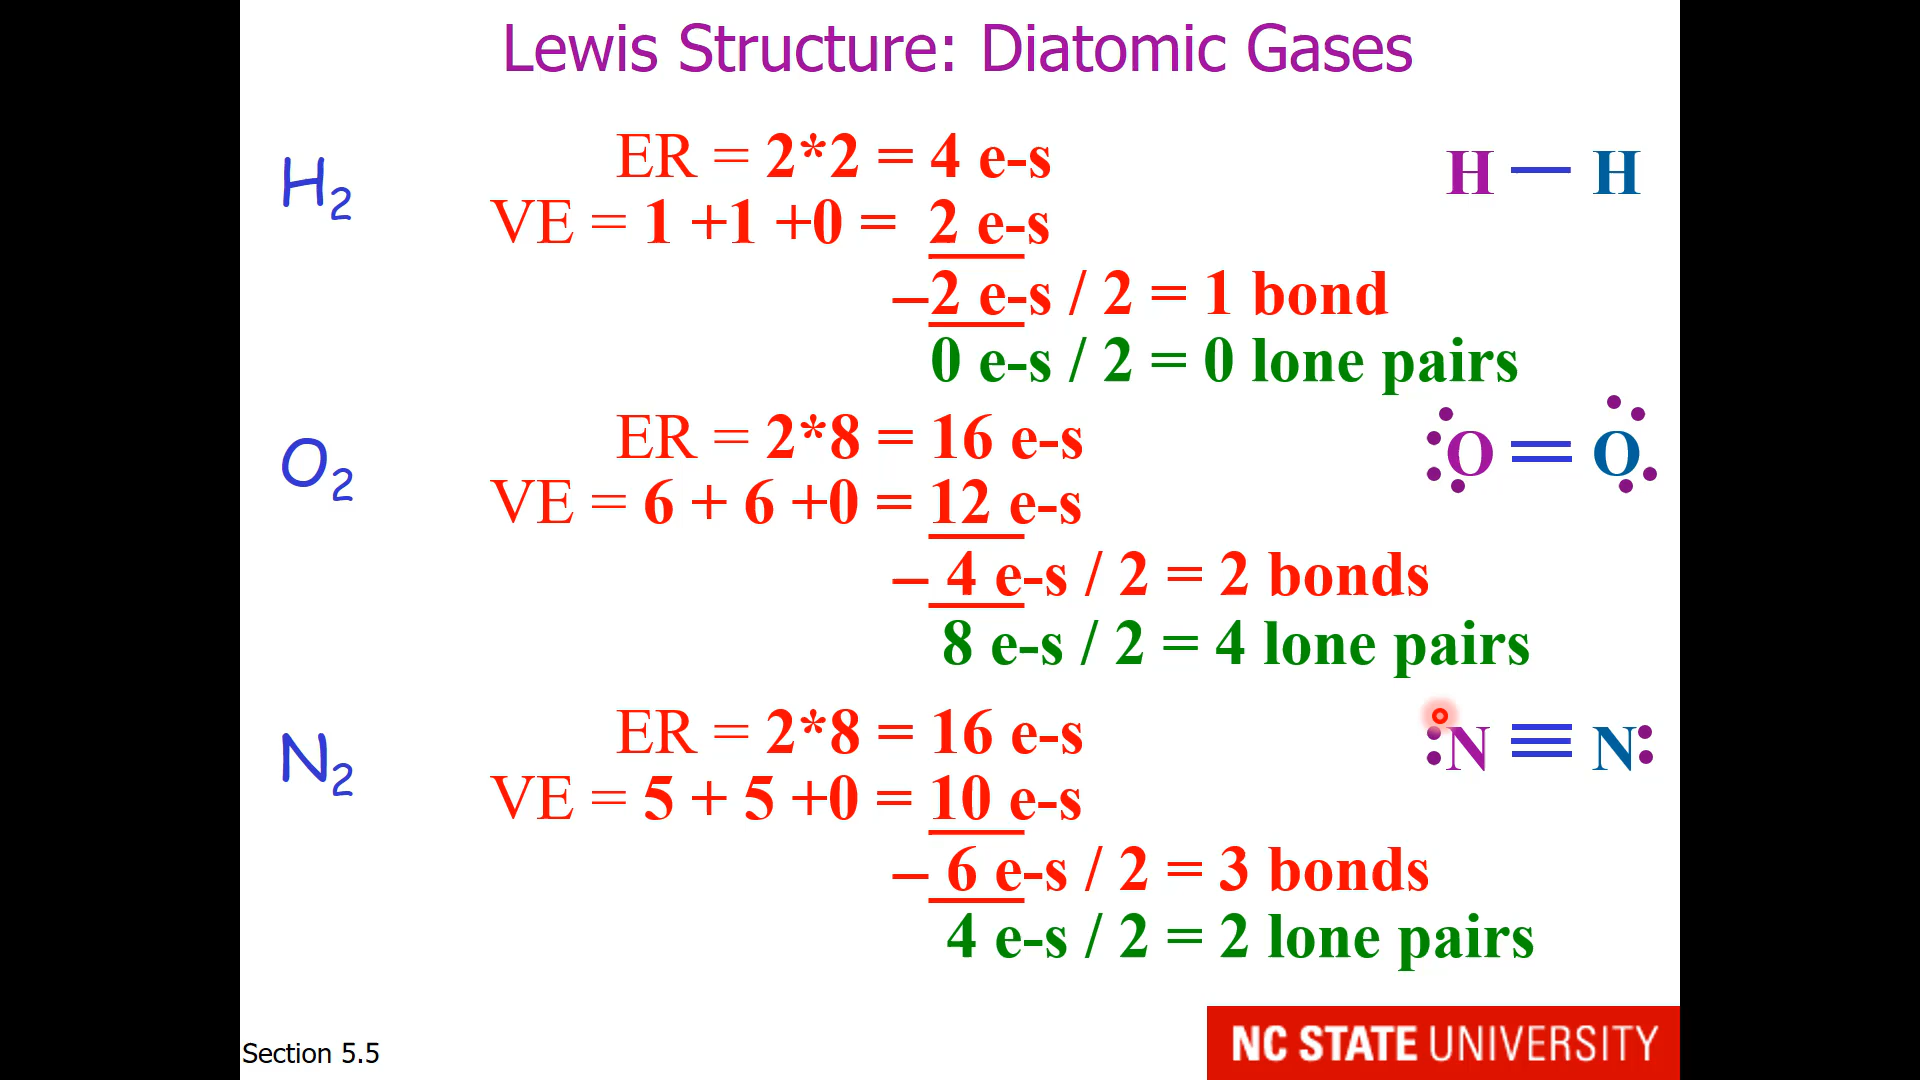 Lewis Structure: Diatomic Gases
H₂
ER = 2*2 = 4 e-s
VE = 1 +1 +0 = 2 e-s
–2 e-s / 2 = 1 bond
0 e-s / 2 = 0 lone pairs
H — H
O₂
ER = 2*8 = 16 e-s
VE = 6 + 6 +0 = 12 e-s
– 4 e-s / 2 = 2 bonds
8 e-s / 2 = 4 lone pairs
O = O
N₂
ER = 2*8 = 16 e-s
VE = 5 + 5 +0 = 10 e-s
– 6 e-s / 2 = 3 bonds
4 e-s / 2 = 2 lone pairs
:N ≡ N:
Section 5.5
NC STATE UNIVERSITY